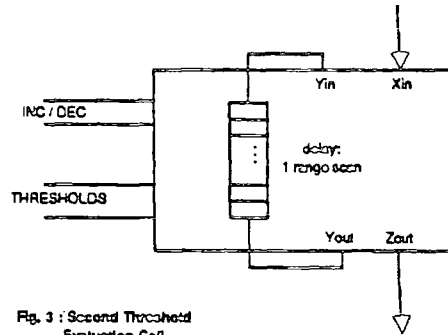 Yin Xin
INC / DEC
delay:
1 range scan
THRESHOLDS
Yout Zout
Fig. 3 : Second Threshold
Evaluation Cell